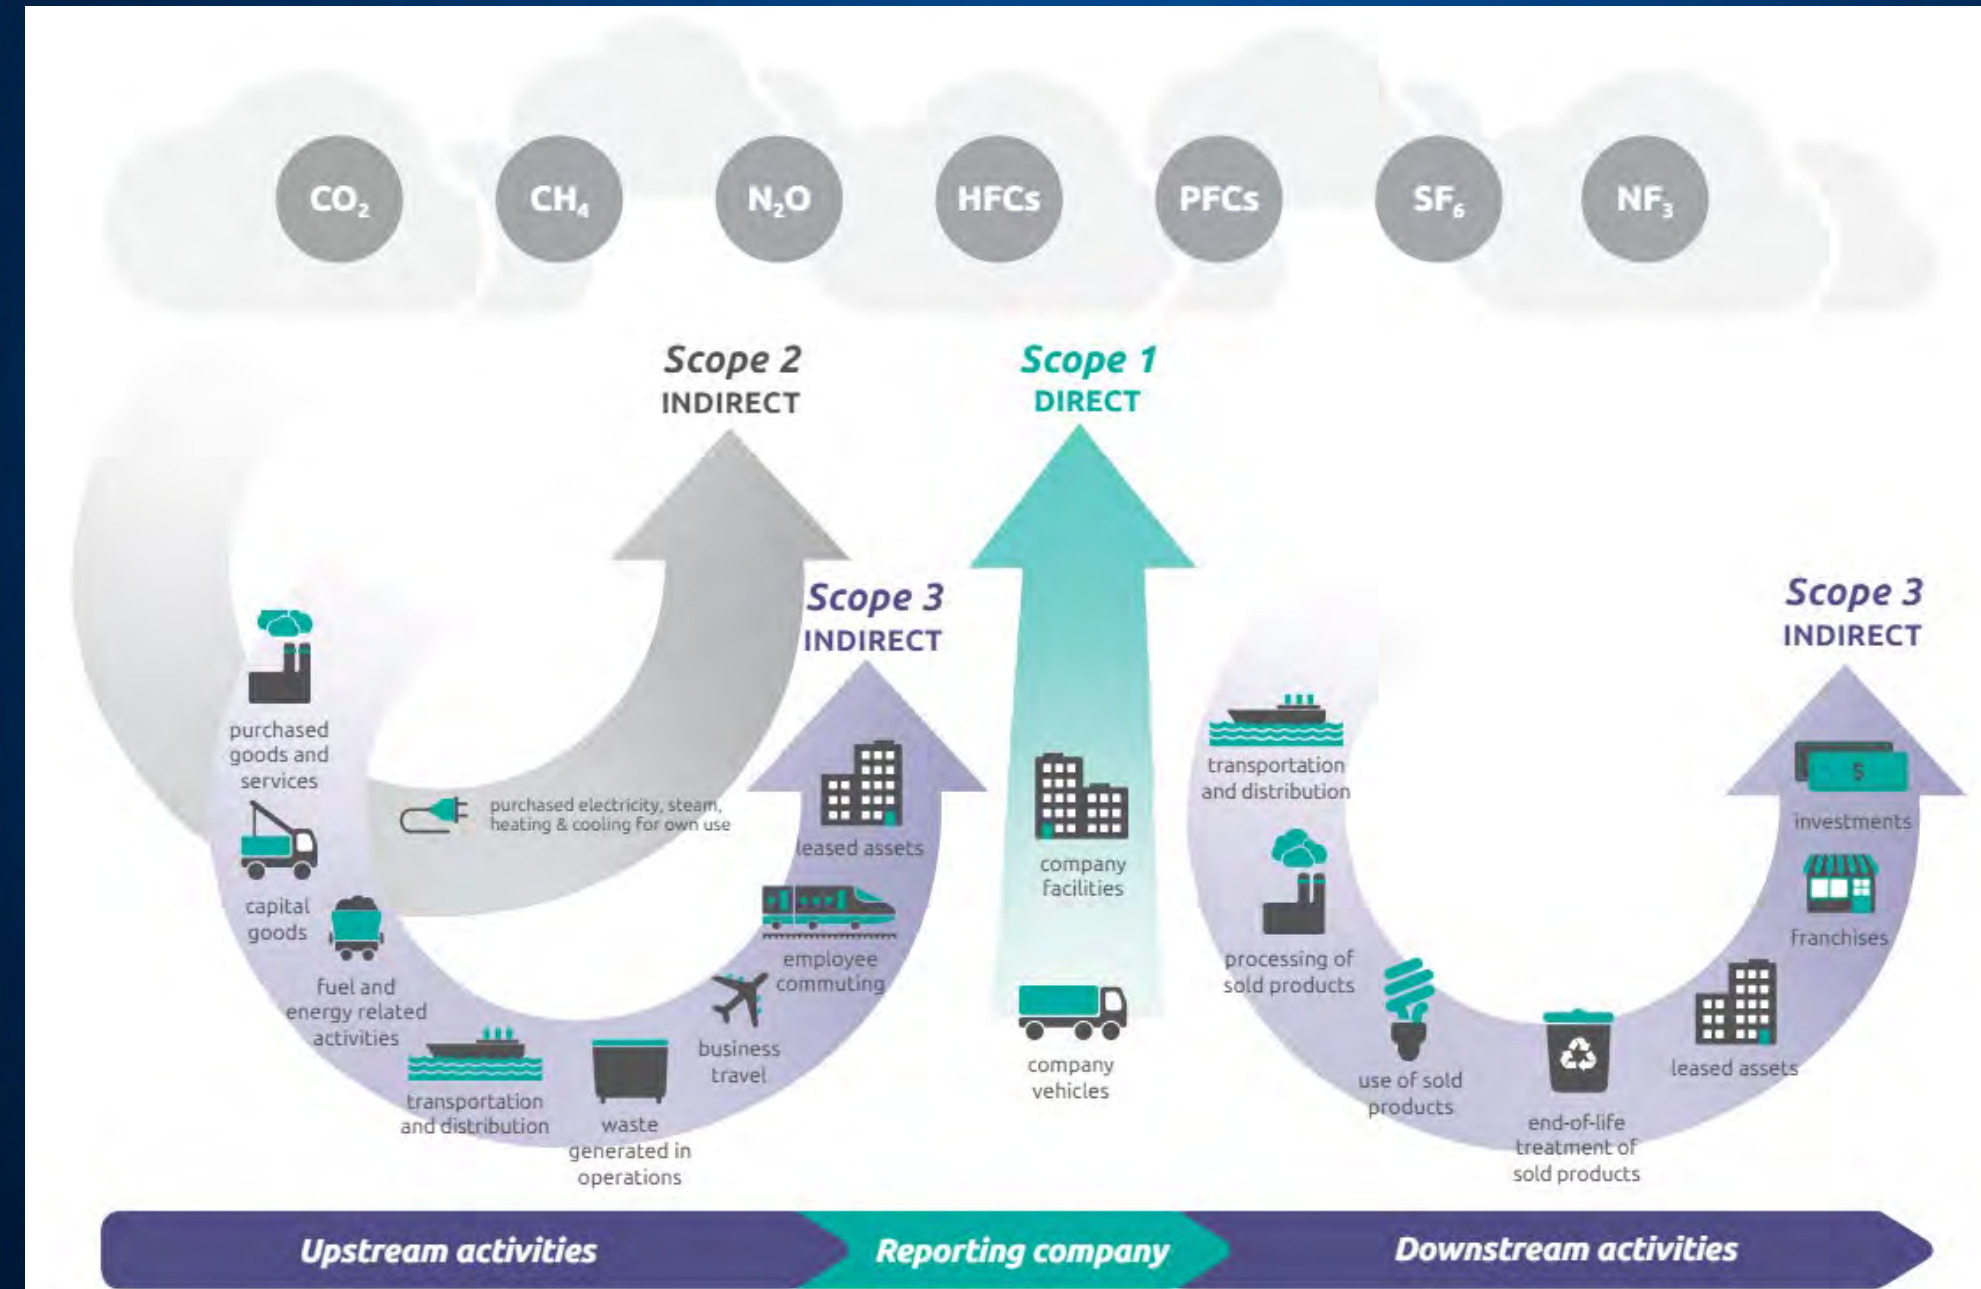 CO₂
CH₄
N₂O
HFCs
PFCs
SF₆
NF₃
Scope 2
INDIRECT
Scope 1
DIRECT
Scope 3
INDIRECT
Scope 3
INDIRECT
purchased
goods and
services
capital
goods
fuel and
energy related
activities
purchased electricity, steam,
heating & cooling for own use
transportation
and distribution
waste
generated in
operations
business
travel
employee
commuting
leased assets
company
facilities
company
vehicles
transportation
and distribution
processing of
sold products
use of sold
products
end-of-life
treatment of
sold products
leased assets
franchises
$
investments
Upstream activities
Reporting company
Downstream activities